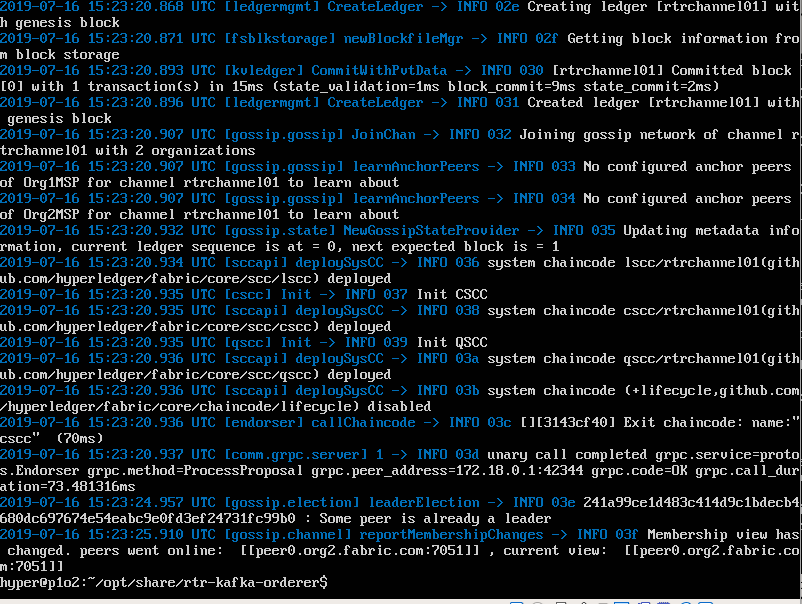 2019-07-16 15:23:20.868 UTC [ledgermgmt] CreateLedger -> INFO 02e Creating ledger [rtrchannel01] wit
h genesis block
2019-07-16 15:23:20.871 UTC [fsblkstorage] newBlockfileMgr -> INFO 02f Getting block information fro
m block storage
2019-07-16 15:23:20.893 UTC [kvledger] CommitWithPvtData -> INFO 030 [rtrchannel01] Committed block
[0] with 1 transaction(s) in 15ms (state_validation=1ms block_commit=9ms state_commit=2ms)
2019-07-16 15:23:20.896 UTC [ledgermgmt] CreateLedger -> INFO 031 Created ledger [rtrchannel01] with
 genesis block
2019-07-16 15:23:20.907 UTC [gossip.gossip] JoinChan -> INFO 032 Joining gossip network of channel r
trchannel01 with 2 organizations
2019-07-16 15:23:20.907 UTC [gossip.gossip] learnAnchorPeers -> INFO 033 No configured anchor peers
of Org1MSP for channel rtrchannel01 to learn about
2019-07-16 15:23:20.907 UTC [gossip.gossip] learnAnchorPeers -> INFO 034 No configured anchor peers
of Org2MSP for channel rtrchannel01 to learn about
2019-07-16 15:23:20.932 UTC [gossip.state] NewGossipStateProvider -> INFO 035 Updating metadata info
rmation, current ledger sequence is at = 0, next expected block is = 1
2019-07-16 15:23:20.934 UTC [sccapi] deploySysCC -> INFO 036 system chaincode lscc/rtrchannel01(gith
ub.com/hyperledger/fabric/core/scc/lscc) deployed
2019-07-16 15:23:20.935 UTC [cscc] Init -> INFO 037 Init CSCC
2019-07-16 15:23:20.935 UTC [sccapi] deploySysCC -> INFO 038 system chaincode cscc/rtrchannel01(gith
ub.com/hyperledger/fabric/core/scc/cscc) deployed
2019-07-16 15:23:20.935 UTC [qscc] Init -> INFO 039 Init QSCC
2019-07-16 15:23:20.936 UTC [sccapi] deploySysCC -> INFO 03a system chaincode qscc/rtrchannel01(gith
ub.com/hyperledger/fabric/core/scc/qscc) deployed
2019-07-16 15:23:20.936 UTC [sccapi] deploySysCC -> INFO 03b system chaincode (+lifecycle,github.com
/hyperledger/fabric/core/chaincode/lifecycle) disabled
2019-07-16 15:23:20.936 UTC [endorser] callChaincode -> INFO 03c [][3143cf40] Exit chaincode: name:"
cscc"  (70ms)
2019-07-16 15:23:20.937 UTC [comm.grpc.server] 1 -> INFO 03d unary call completed grpc.service=proto
s.Endorser grpc.method=ProcessProposal grpc.peer_address=172.18.0.1:42344 grpc.code=OK grpc.call_dur
ation=73.481316ms
2019-07-16 15:23:24.957 UTC [gossip.election] leaderElection -> INFO 03e 241a99ce1d483c414d9c1bdecb4
680dc697674e54eabc9e0fd3ef24731fc99b0 : Some peer is already a leader
2019-07-16 15:23:25.910 UTC [gossip.channel] reportMembershipChanges -> INFO 03f Membership view has
 changed. peers went online:  [[peer0.org2.fabric.com:7051]] , current view:  [[peer0.org2.fabric.co
m:7051]]
hyper@p1o2:~/opt/share/rtr-kafka-orderer$